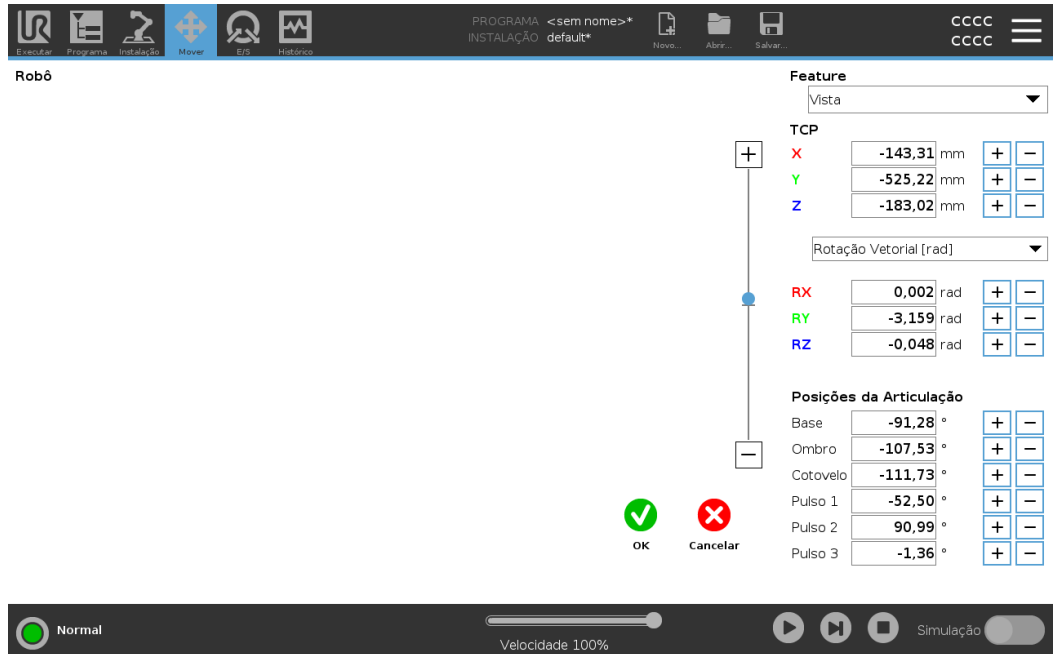 PROGRAMA <sem nome>*
INSTALAÇÃO default*
CCCC
CCCC
Executar Programa Instalação Mover E/S Histórico Novo... Abrir... Salvar...
Robô
Feature
Vista
TCP
X -143,31 mm + −
Y -525,22 mm + −
Z -183,02 mm + −
Rotação Vetorial [rad]
RX 0,002 rad + −
RY -3,159 rad + −
RZ -0,048 rad + −
Posições da Articulação
Base -91,28 ° + −
Ombro -107,53 ° + −
Cotovelo -111,73 ° + −
Pulso 1 -52,50 ° + −
Pulso 2 90,99 ° + −
Pulso 3 -1,36 ° + −
OK Cancelar
Normal
Velocidade 100%
Simulação